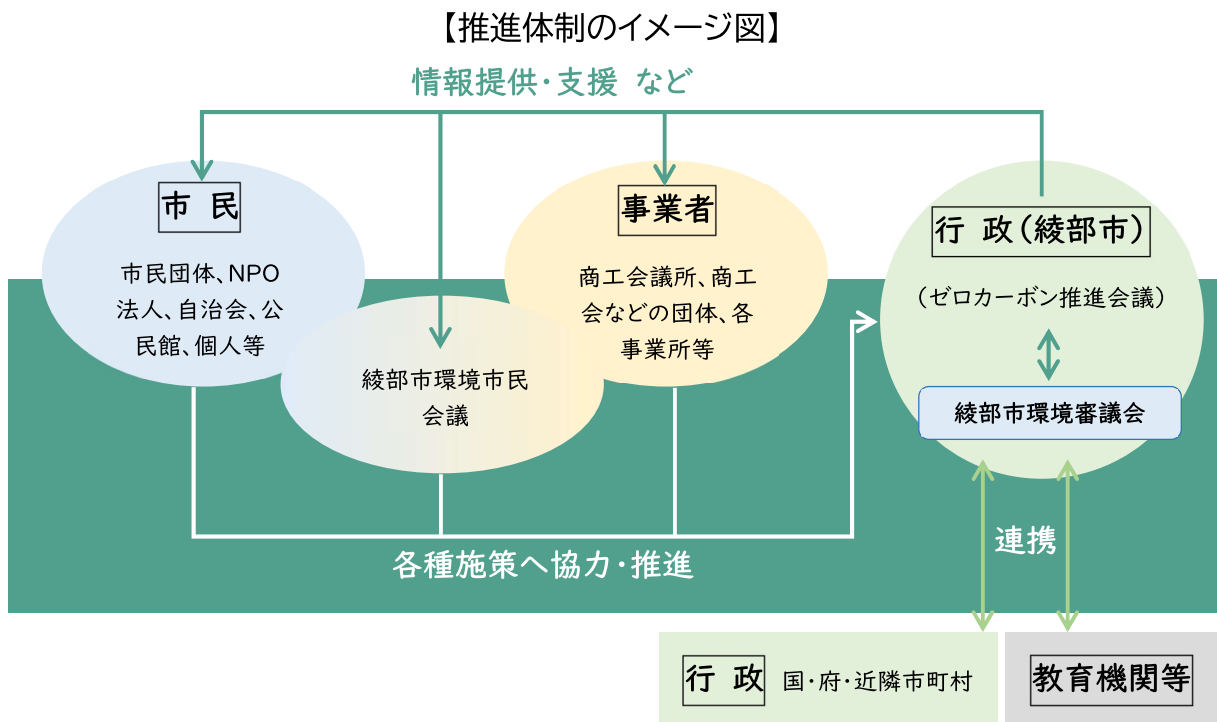 【推進体制のイメージ図】
情報提供・支援 など
市 民
市民団体、NPO
法人、自治会、公
民館、個人等
事業者
商工会議所、商工
会などの団体、各
事業所等
綾部市環境市民
会議
行 政（綾部市）
（ゼロカーボン推進会議）
綾部市環境審議会
各種施策へ協力・推進
連携
行 政 国・府・近隣市町村
教育機関等